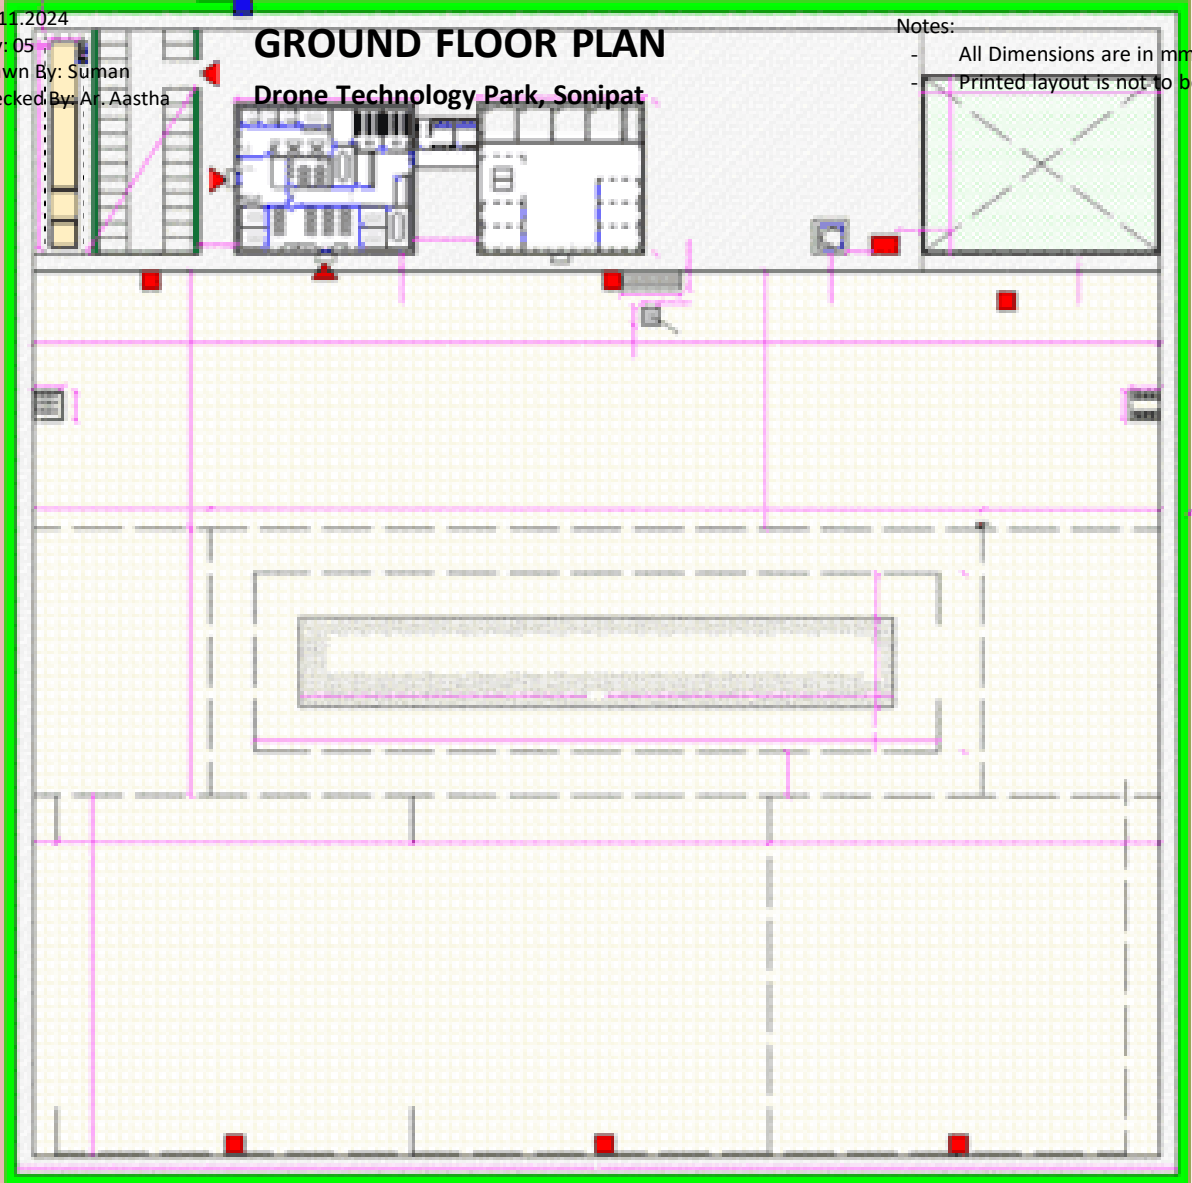 11.2024
y: 05
wn By: Suman
ecked By: Ar. Aastha
GROUND FLOOR PLAN
Drone Technology Park, Sonipat
Notes:
- All Dimensions are in mm
- Printed layout is not to b